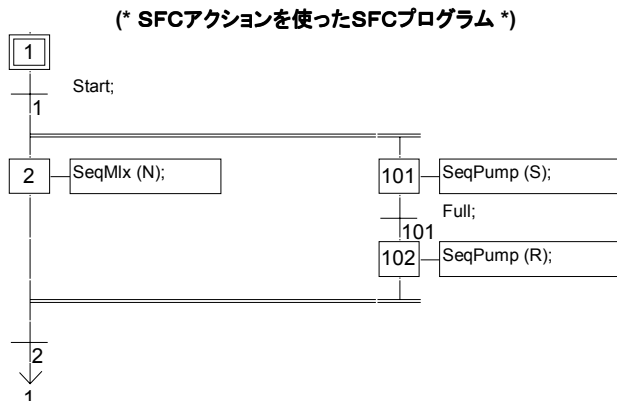 (* SFCアクションを使ったSFCプログラム *)
1
Start;
1
2
SeqMlx (N);
101
SeqPump (S);
Full;
101
102
SeqPump (R);
2
1